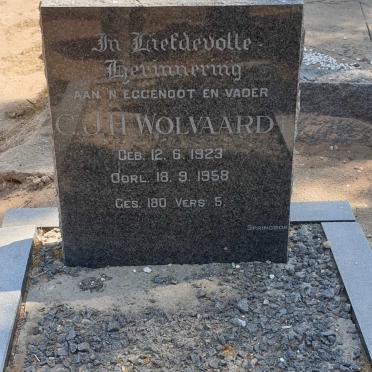 In Liefdevolle
Herinnering
AAN 'N EGGENOOT EN VADER
C.J.H WOLVAARD
GEB. 12. 6. 1923
OORL. 18. 9. 1958
GES. 180 VERS 5.
SPRINGBOK